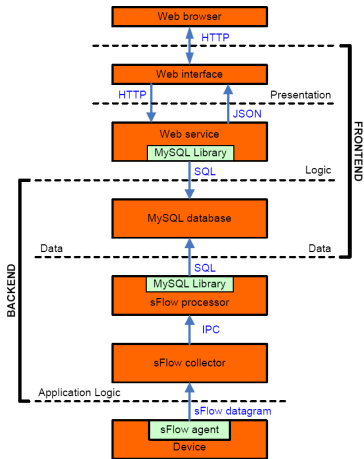 Web browser
HTTP
Web interface
HTTP
Presentation
JSON
Web service
MySQL Library
SQL
Logic
FRONTEND
MySQL database
Data
Data
SQL
MySQL Library
sFlow processor
BACKEND
IPC
sFlow collector
Application Logic
sFlow datagram
sFlow agent
Device